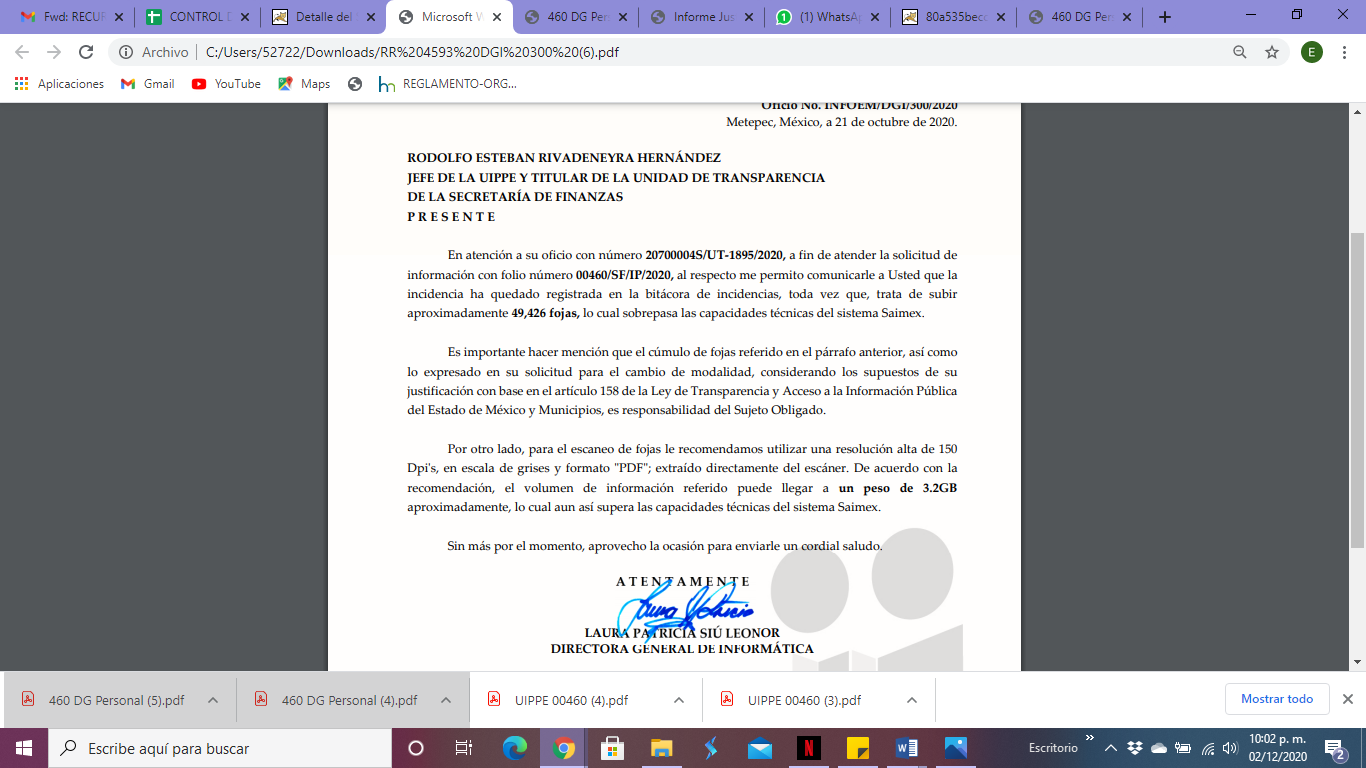 Fwd: RECUR
CONTROL D
Detalle del S
Microsoft W
460 DG Pers
Informe Just
(1) WhatsAp
80a535becc
460 DG Pers
Archivo
C:/Users/52722/Downloads/RR%204593%20DGI%20300%20(6).pdf
E
Aplicaciones
Gmail
YouTube
Maps
REGLAMENTO-ORG...
Oficio No. INFOEM/DGI/300/2020
Metepec, México, a 21 de octubre de 2020.
RODOLFO ESTEBAN RIVADENEYRA HERNÁNDEZ
JEFE DE LA UIPPE Y TITULAR DE LA UNIDAD DE TRANSPARENCIA
DE LA SECRETARÍA DE FINANZAS
P R E S E N T E
En atención a su oficio con número 20700004S/UT-1895/2020, a fin de atender la solicitud de
información con folio número 00460/SF/IP/2020, al respecto me permito comunicarle a Usted que la
incidencia ha quedado registrada en la bitácora de incidencias, toda vez que, trata de subir
aproximadamente 49,426 fojas, lo cual sobrepasa las capacidades técnicas del sistema Saimex.
Es importante hacer mención que el cúmulo de fojas referido en el párrafo anterior, así como
lo expresado en su solicitud para el cambio de modalidad, considerando los supuestos de su
justificación con base en el artículo 158 de la Ley de Transparencia y Acceso a la Información Pública
del Estado de México y Municipios, es responsabilidad del Sujeto Obligado.
Por otro lado, para el escaneo de fojas le recomendamos utilizar una resolución alta de 150
Dpi's, en escala de grises y formato "PDF"; extraído directamente del escáner. De acuerdo con la
recomendación, el volumen de información referido puede llegar a un peso de 3.2GB
aproximadamente, lo cual aun así supera las capacidades técnicas del sistema Saimex.
Sin más por el momento, aprovecho la ocasión para enviarle un cordial saludo.
A T E N T A M E N T E
LAURA PATRICIA SIÚ LEONOR
DIRECTORA GENERAL DE INFORMÁTICA
460 DG Personal (5).pdf
460 DG Personal (4).pdf
UIPPE 00460 (4).pdf
UIPPE 00460 (3).pdf
Mostrar todo
Escribe aquí para buscar
Escritorio
10:02 p. m.
02/12/2020
2